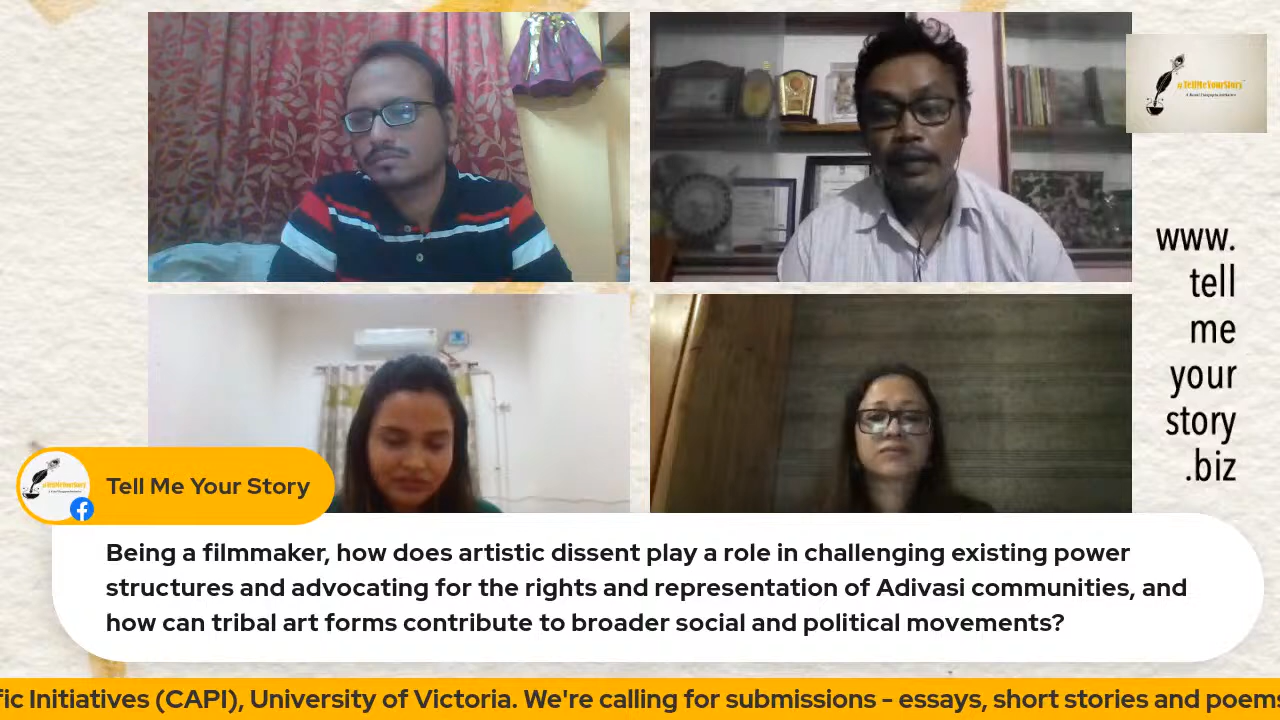 @TellMeYourStory
www.
tell
me
your
story
.biz
Tell Me Your Story
Being a filmmaker, how does artistic dissent play a role in challenging existing power
structures and advocating for the rights and representation of Adivasi communities, and
how can tribal art forms contribute to broader social and political movements?
fic Initiatives (CAPI), University of Victoria. We're calling for submissions - essays, short stories and poems